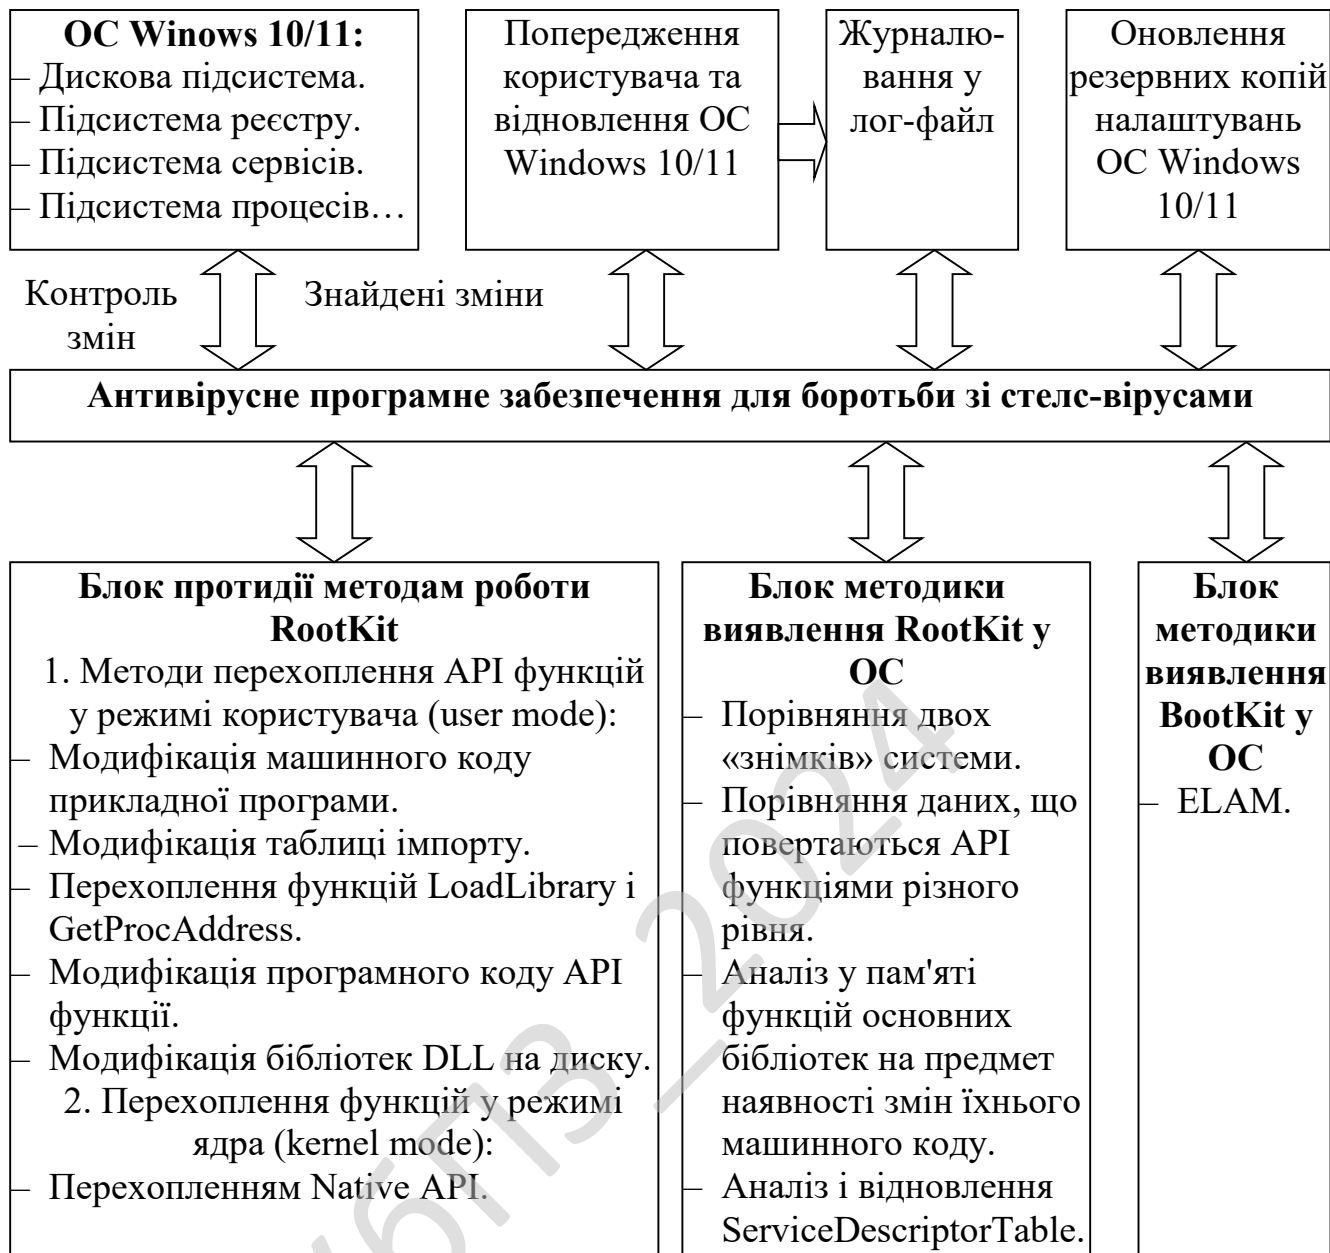 ОС Winows 10/11:
– Дискова підсистема.
– Підсистема реєстру.
– Підсистема сервісів.
– Підсистема процесів…
Попередження
користувача та
відновлення ОС
Windows 10/11
Журналю-
вання у
лог-файл
Оновлення
резервних копій
налаштувань
ОС Windows
10/11
Контроль
змін
Знайдені зміни
Антивірусне програмне забезпечення для боротьби зі стелс-вірусами
Блок протидії методам роботи
RootKit
1. Методи перехоплення API функцій
у режимі користувача (user mode):
– Модифікація машинного коду
прикладної програми.
– Модифікація таблиці імпорту.
– Перехоплення функцій LoadLibrary і
GetProcAddress.
– Модифікація програмного коду API
функції.
– Модифікація бібліотек DLL на диску.
2. Перехоплення функцій у режимі
ядра (kernel mode):
– Перехопленням Native API.
Блок методики
виявлення RootKit у
ОС
– Порівняння двох
«знімків» системи.
– Порівняння даних, що
повертаються API
функціями різного
рівня.
– Аналіз у пам'яті
функцій основних
бібліотек на предмет
наявності змін їхнього
машинного коду.
– Аналіз і відновлення
ServiceDescriptorTable.
Блок
методики
виявлення
BootKit у
ОС
– ELAM.